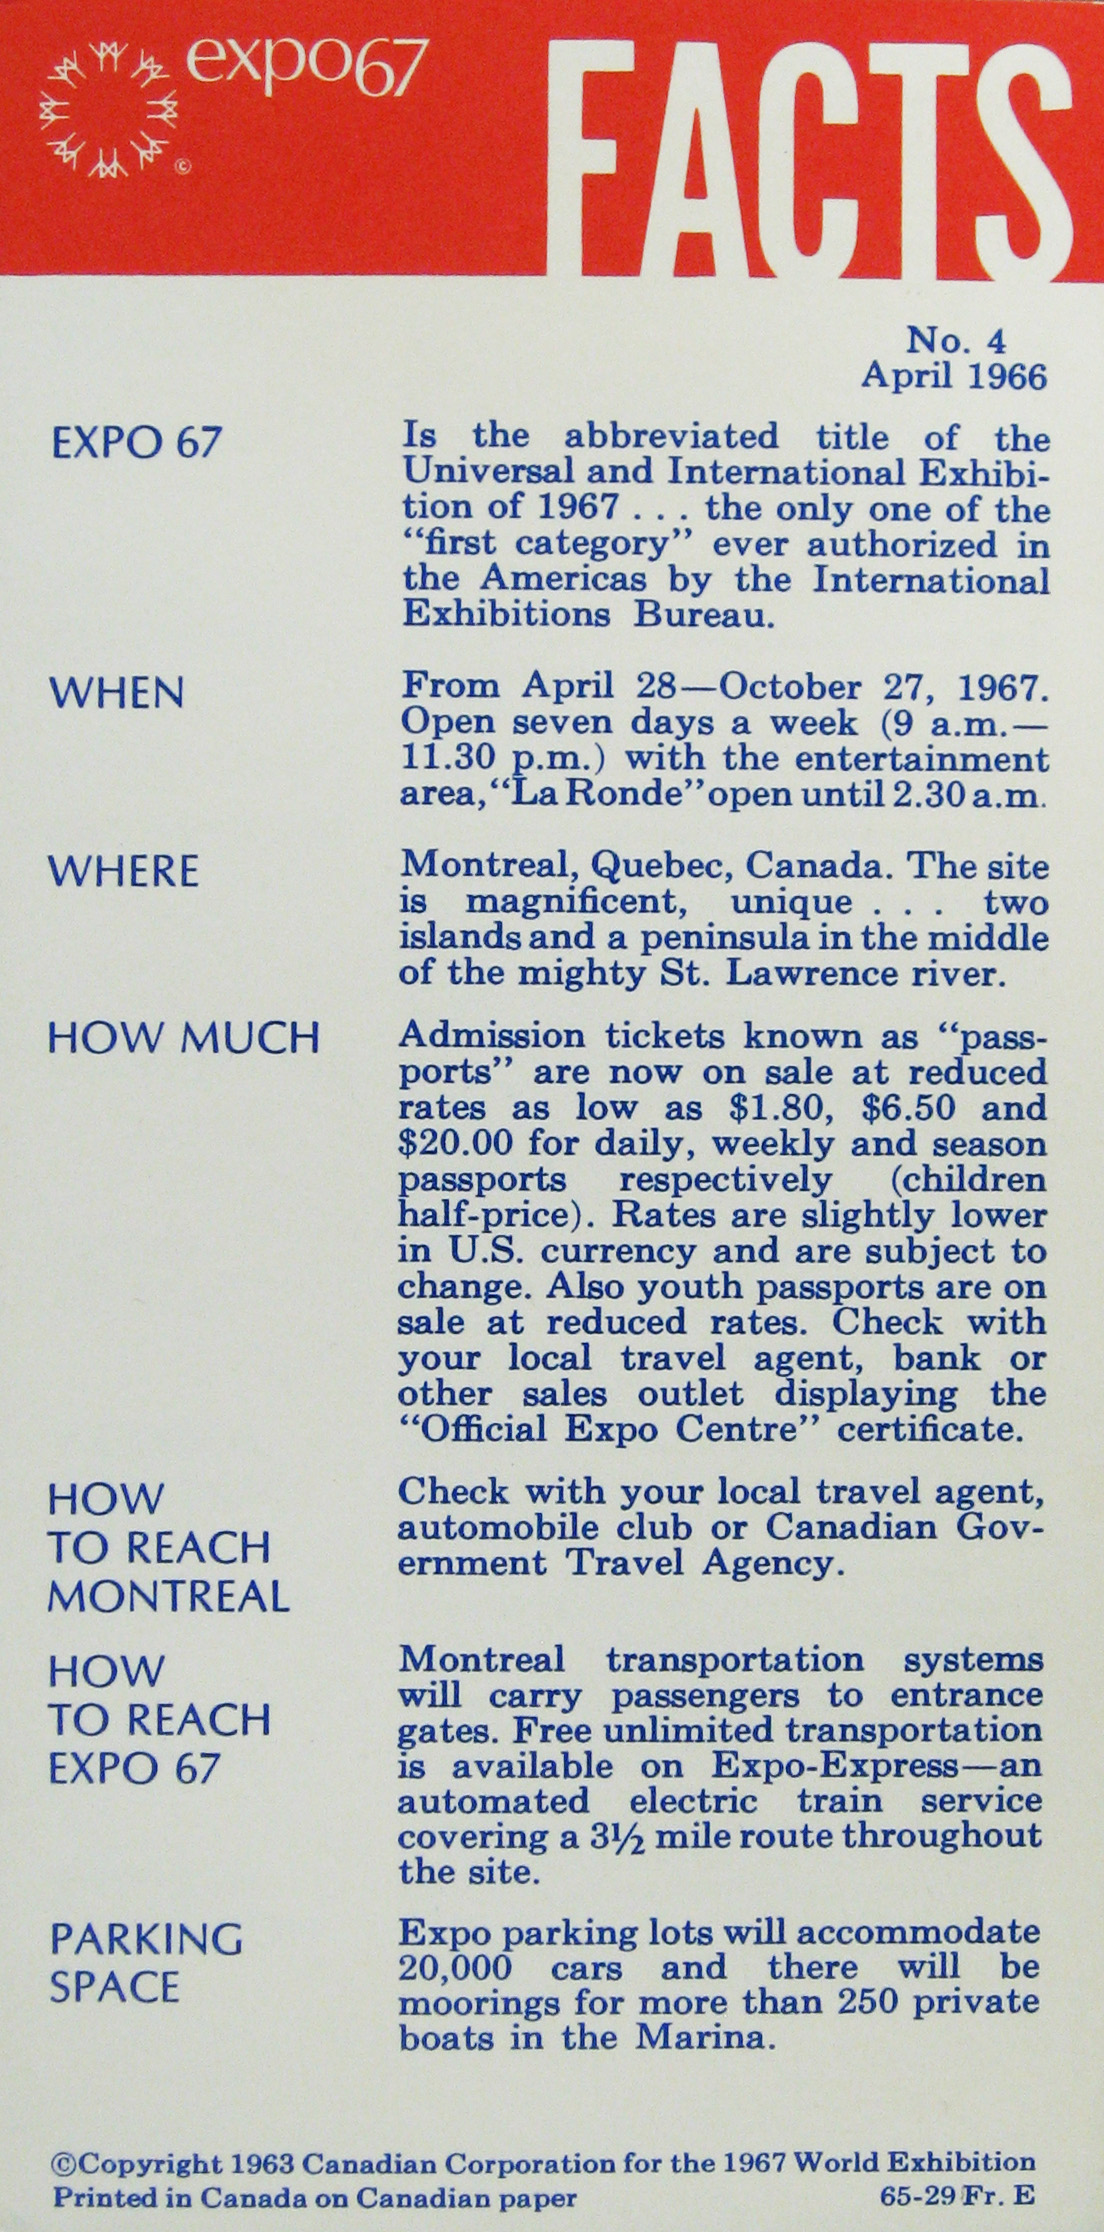 expo67
©
FACTS
No. 4
April 1966
EXPO 67
Is the abbreviated title of the
Universal and International Exhibi-
tion of 1967 . . . the only one of the
“first category” ever authorized in
the Americas by the International
Exhibitions Bureau.
WHEN
From April 28—October 27, 1967.
Open seven days a week (9 a.m.—
11.30 p.m.) with the entertainment
area, “La Ronde” open until 2.30 a.m.
WHERE
Montreal, Quebec, Canada. The site
is magnificent, unique . . . two
islands and a peninsula in the middle
of the mighty St. Lawrence river.
HOW MUCH
Admission tickets known as “pass-
ports” are now on sale at reduced
rates as low as $1.80, $6.50 and
$20.00 for daily, weekly and season
passports respectively (children
half-price). Rates are slightly lower
in U.S. currency and are subject to
change. Also youth passports are on
sale at reduced rates. Check with
your local travel agent, bank or
other sales outlet displaying the
“Official Expo Centre” certificate.
HOW
TO REACH
MONTREAL
Check with your local travel agent,
automobile club or Canadian Gov-
ernment Travel Agency.
HOW
TO REACH
EXPO 67
Montreal transportation systems
will carry passengers to entrance
gates. Free unlimited transportation
is available on Expo-Express—an
automated electric train service
covering a 3½ mile route throughout
the site.
PARKING
SPACE
Expo parking lots will accommodate
20,000 cars and there will be
moorings for more than 250 private
boats in the Marina.
©Copyright 1963 Canadian Corporation for the 1967 World Exhibition
Printed in Canada on Canadian paper 65-29 Fr. E